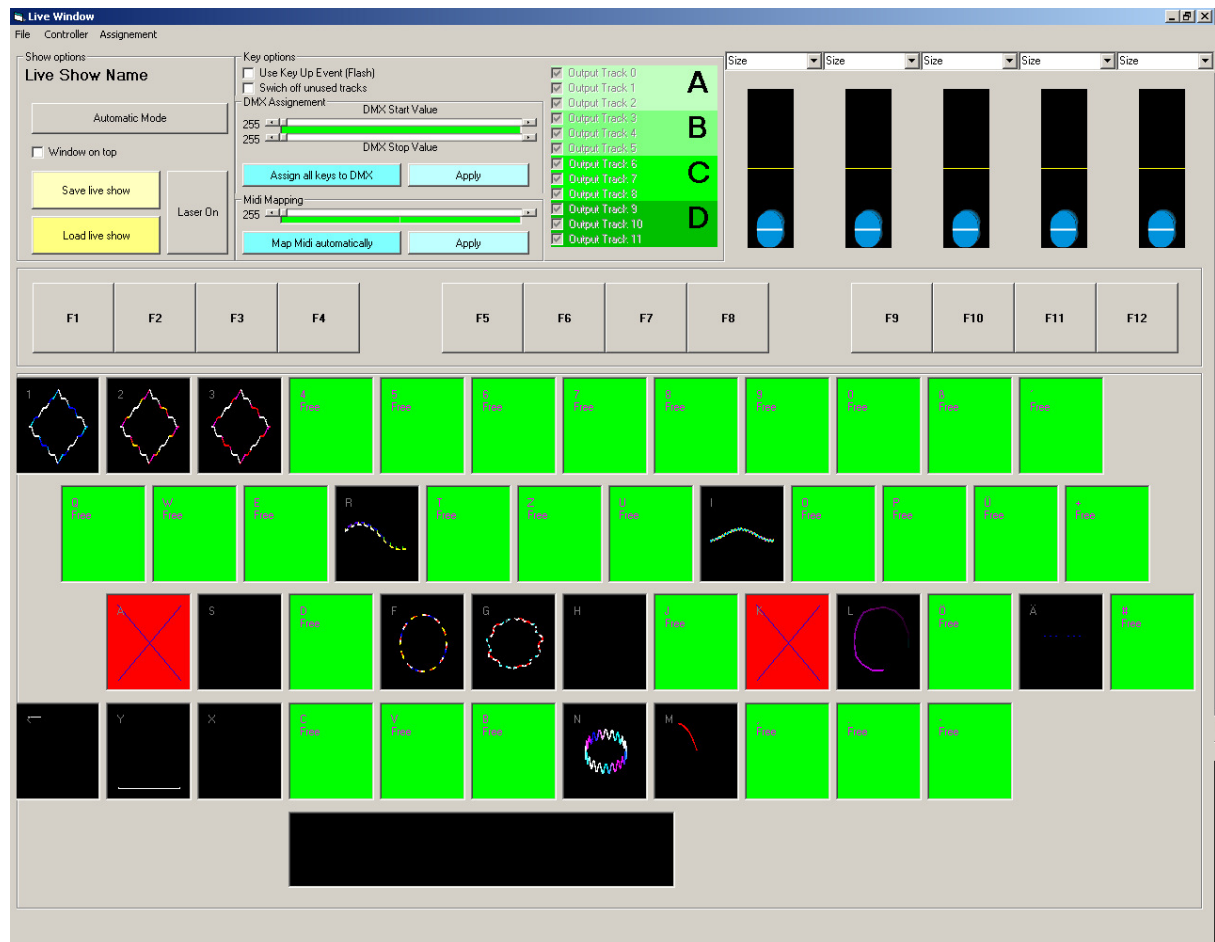 Live Window
File Controller Assignement
Show options
Live Show Name
Automatic Mode
Window on top
Save live show
Load live show
Laser On
Key options
Use Key Up Event (Flash)
Swich off unused tracks
DMX Assignement
DMX Start Value
255
255
DMX Stop Value
Assign all keys to DMX
Apply
Midi Mapping
255
Map Midi automatically
Apply
Output Track 0
Output Track 1
Output Track 2
A
Output Track 3
Output Track 4
Output Track 5
B
Output Track 6
Output Track 7
Output Track 8
C
Output Track 9
Output Track 10
Output Track 11
D
Size Size Size Size Size
F1 F2 F3 F4 F5 F6 F7 F8 F9 F10 F11 F12
1 2 3 4 5 6 7 8 9 0 ß ´
Free Free Free Free Free Free Free Free Free
Q W E R T Z U I O P Ü +
Free Free Free Free Free Free Free Free Free Free
A S D F G H J K L Ö Ä #
Free Free Free Free
Y X C V B N M , . -
Free Free Free Free Free Free